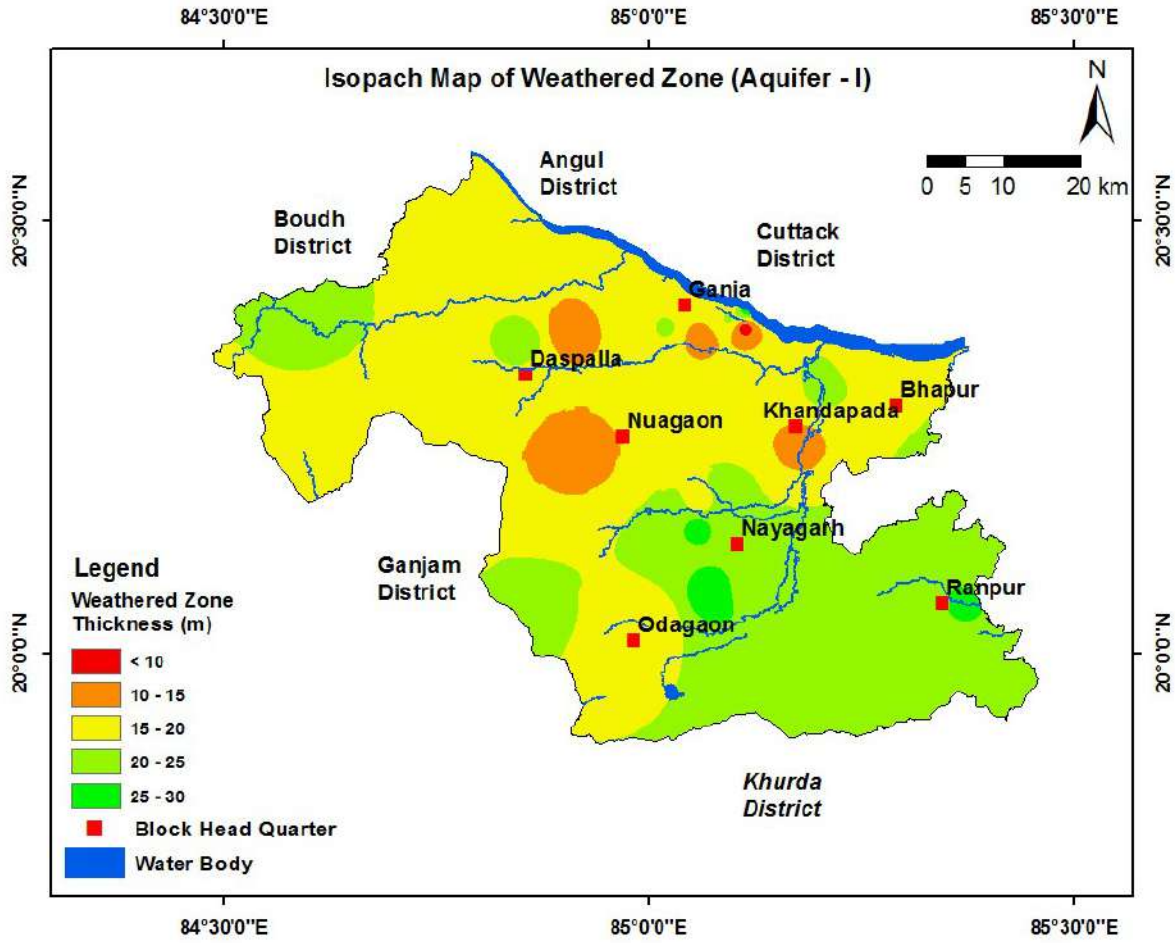 84°30'0"E 85°0'0"E 85°30'0"E
Isopach Map of Weathered Zone (Aquifer - I)
N
0 5 10 20 km
Angul
District
Boudh
District
Cuttack
District
20°30'0"N
20°30'0"N
Gania
Daspalla
Bhapur
Khandapada
Nuagaon
Nayagarh
Ganjam
District
Ranpur
Odagaon
20°0'0"N
20°0'0"N
Khurda
District
Legend
Weathered Zone
Thickness (m)
< 10
10 - 15
15 - 20
20 - 25
25 - 30
Block Head Quarter
Water Body
84°30'0"E 85°0'0"E 85°30'0"E